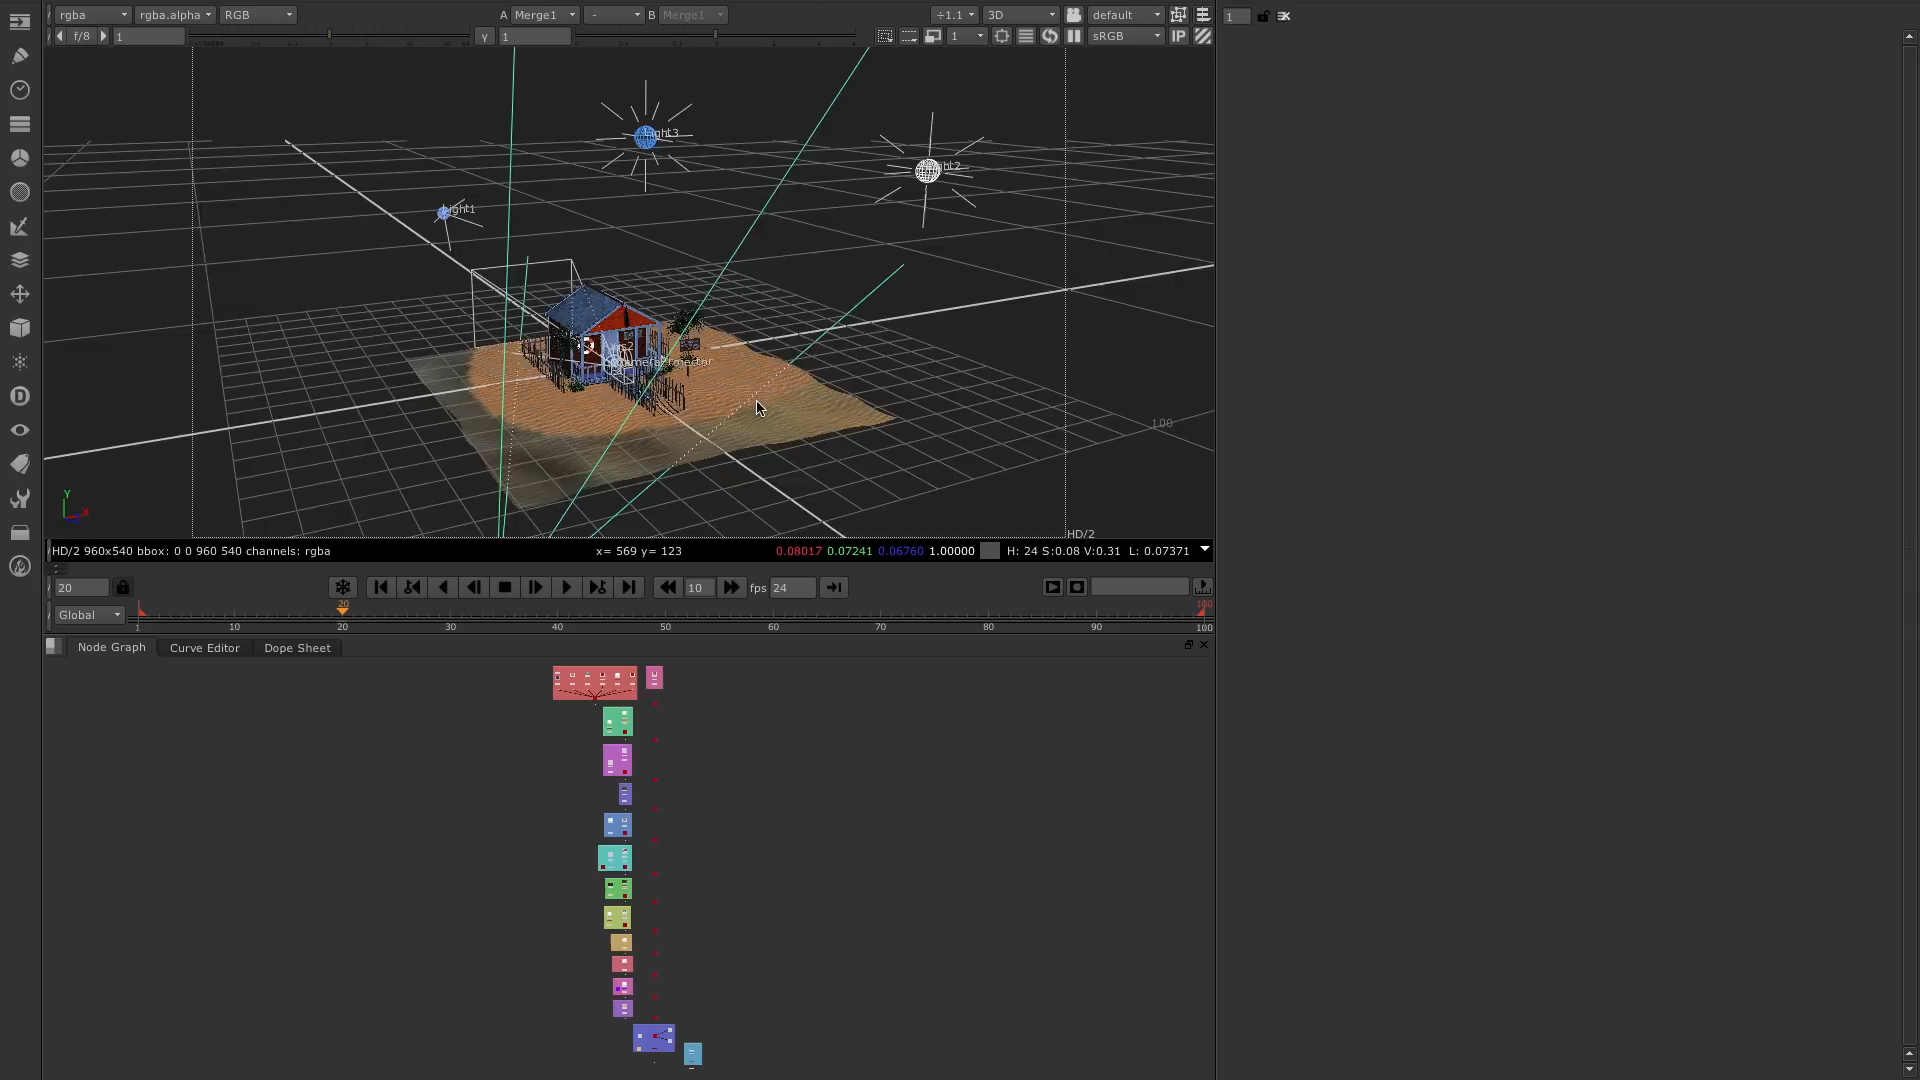 rgba rgba.alpha RGB A Merge1 - B Merge1 ÷1.1 3D default 1
f/8 1 γ 1 1 sRGB IP
Light3
Light2
Light1
100
Y
X
HD/2
HD/2 960x540 bbox: 0 0 960 540 channels: rgba x= 569 y= 123 0.08017 0.07241 0.06760 1.00000 H: 24 S:0.08 V:0.31 L: 0.07371
20 10 fps 24
20 100
Global 1 10 20 30 40 50 60 70 80 90 100
Node Graph Curve Editor Dope Sheet